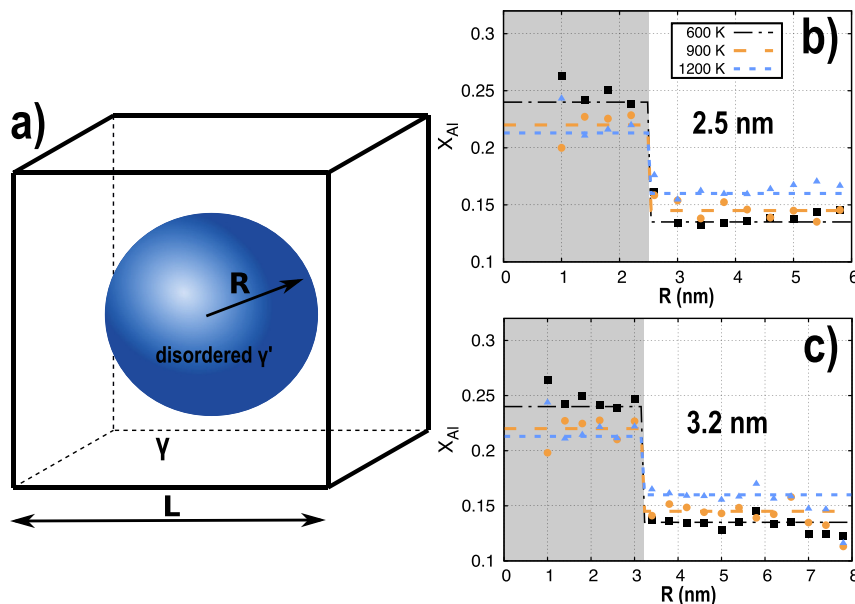 a)
R
disordered γ'
γ
L
b)
600 K
900 K
1200 K
2.5 nm
X_Al
0.3
0.25
0.2
0.15
0.1
0 1 2 3 4 5 6
R (nm)
c)
3.2 nm
X_Al
0.3
0.25
0.2
0.15
0.1
0 1 2 3 4 5 6 7 8
R (nm)